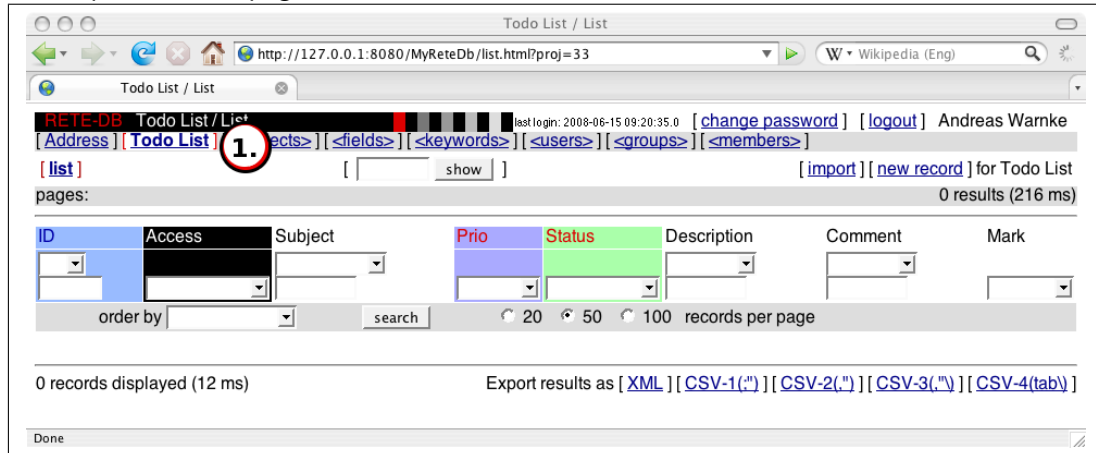 Todo List / List
http://127.0.0.1:8080/MyReteDb/list.html?proj=33 W Wikipedia (Eng)
Todo List / List
RETE-DB Todo List / List last login: 2008-06-15 09:20:35.0 [ change password ] [ logout ] Andreas Warnke
[ Address ] [ Todo List ] 1. ects> ] [ <fields> ] [ <keywords> ] [ <users> ] [ <groups> ] [ <members> ]
[ list ] [ show ] [ import ] [ new record ] for Todo List
pages: 0 results (216 ms)
ID Access Subject Prio Status Description Comment Mark
order by search 20 50 100 records per page
0 records displayed (12 ms) Export results as [ XML ] [ CSV-1(;") ] [ CSV-2(,") ] [ CSV-3(,"\) ] [ CSV-4(tab\) ]
Done